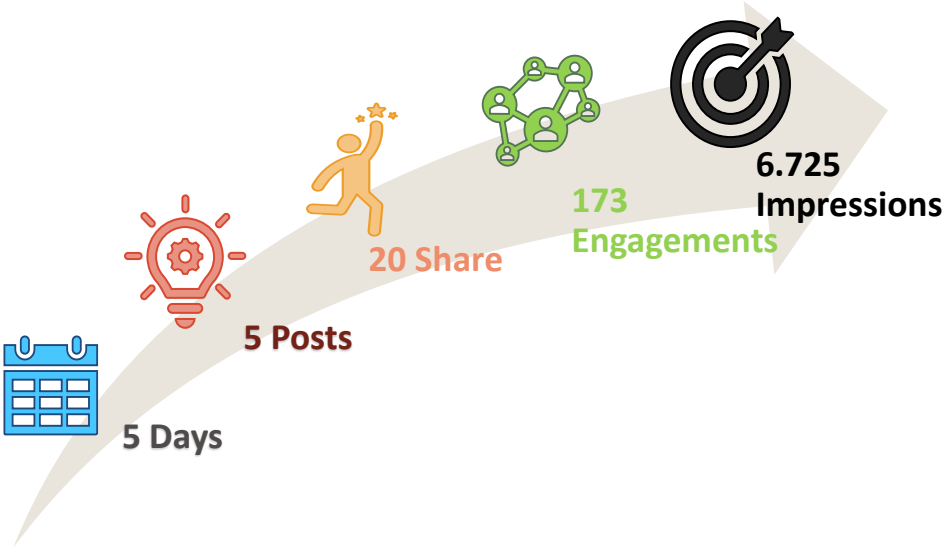 5 Days
5 Posts
20 Share
173
Engagements
6.725
Impressions